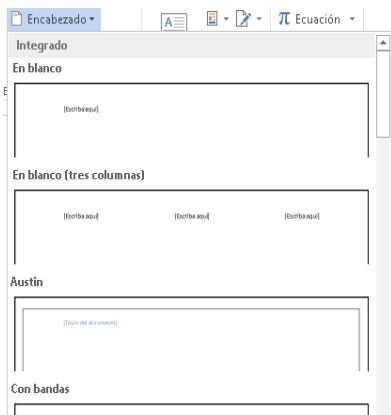 Encabezado
A
π Ecuación
Integrado
En blanco
[Escriba aquí]
En blanco (tres columnas)
[Escriba aquí] [Escriba aquí] [Escriba aquí]
Austin
[Título del documento]
Con bandas